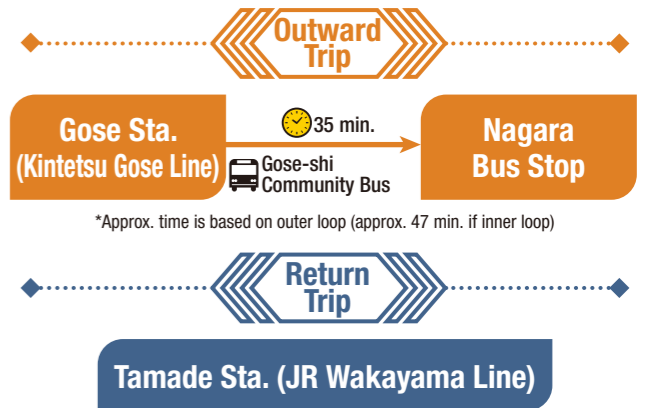 Outward
Trip
Gose Sta.
(Kintetsu Gose Line)
35 min.
Gose-shi
Community Bus
Nagara
Bus Stop
*Approx. time is based on outer loop (approx. 47 min. if inner loop)
Return
Trip
Tamade Sta. (JR Wakayama Line)